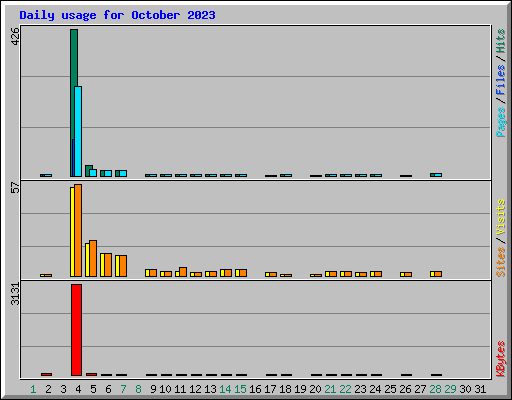 Daily usage for October 2023
426
57
3131
Pages / Files / Hits
Sites / Visits
KBytes
1 2 3 4 5 6 7 8 9 10 11 12 13 14 15 16 17 18 19 20 21 22 23 24 25 26 27 28 29 30 31